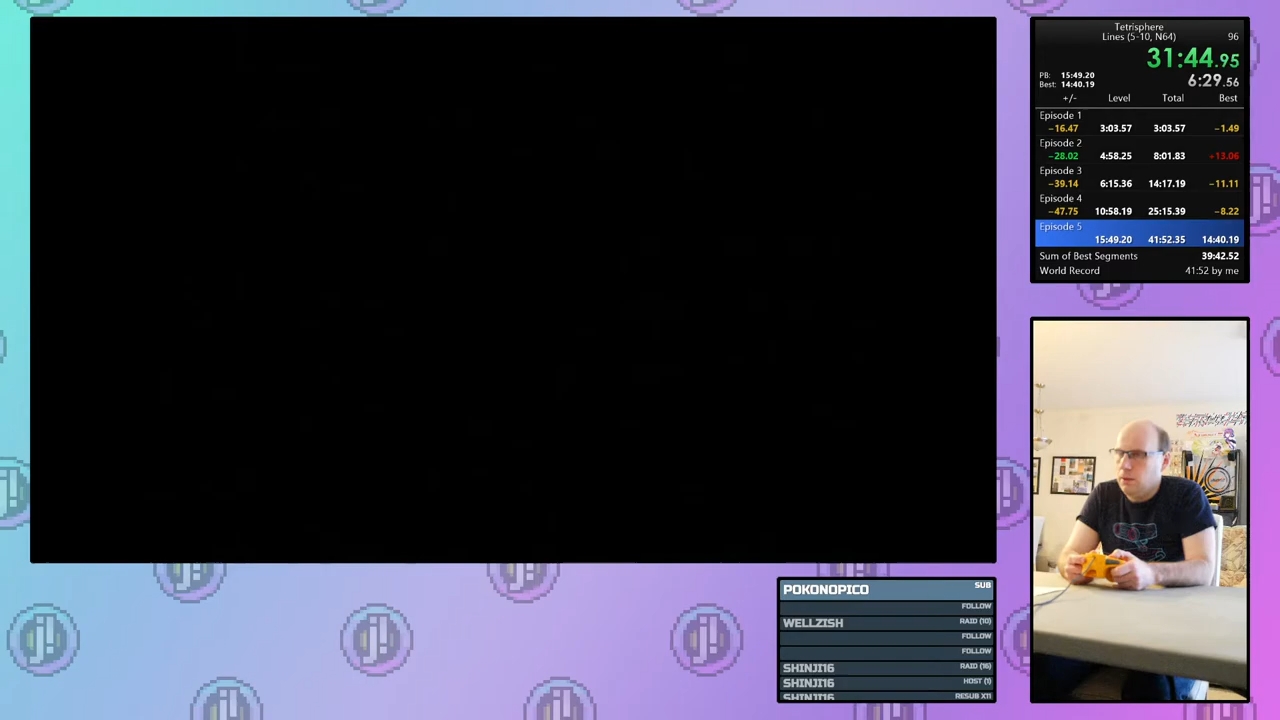 Tetrisphere
Lines (5-10, N64) 96
31:44.95
PB: 15:49.20
Best: 14:40.19
6:29.56
+/- Level Total Best
Episode 1
−16.47 3:03.57 3:03.57 −1.49
Episode 2
−28.02 4:58.25 8:01.83 +13.06
Episode 3
−39.14 6:15.36 14:17.19 −11.11
Episode 4
−47.75 10:58.19 25:15.39 −8.22
Episode 5
15:49.20 41:52.35 14:40.19
Sum of Best Segments 39:42.52
World Record 41:52 by me
POKONOPICO SUB
FOLLOW
WELLZISH RAID (10)
FOLLOW
FOLLOW
SHINJI16 RAID (16)
SHINJI16 HOST (1)
SHINJI16 RESUB X11